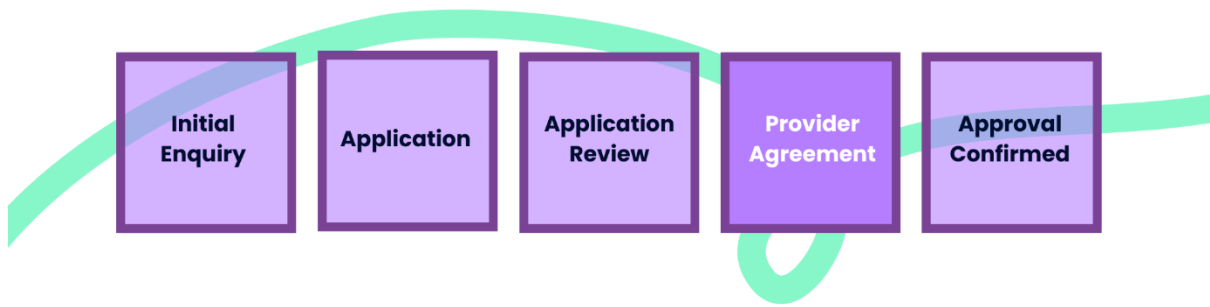 Initial
Enquiry
Application
Application
Review
Provider
Agreement
Approval
Confirmed